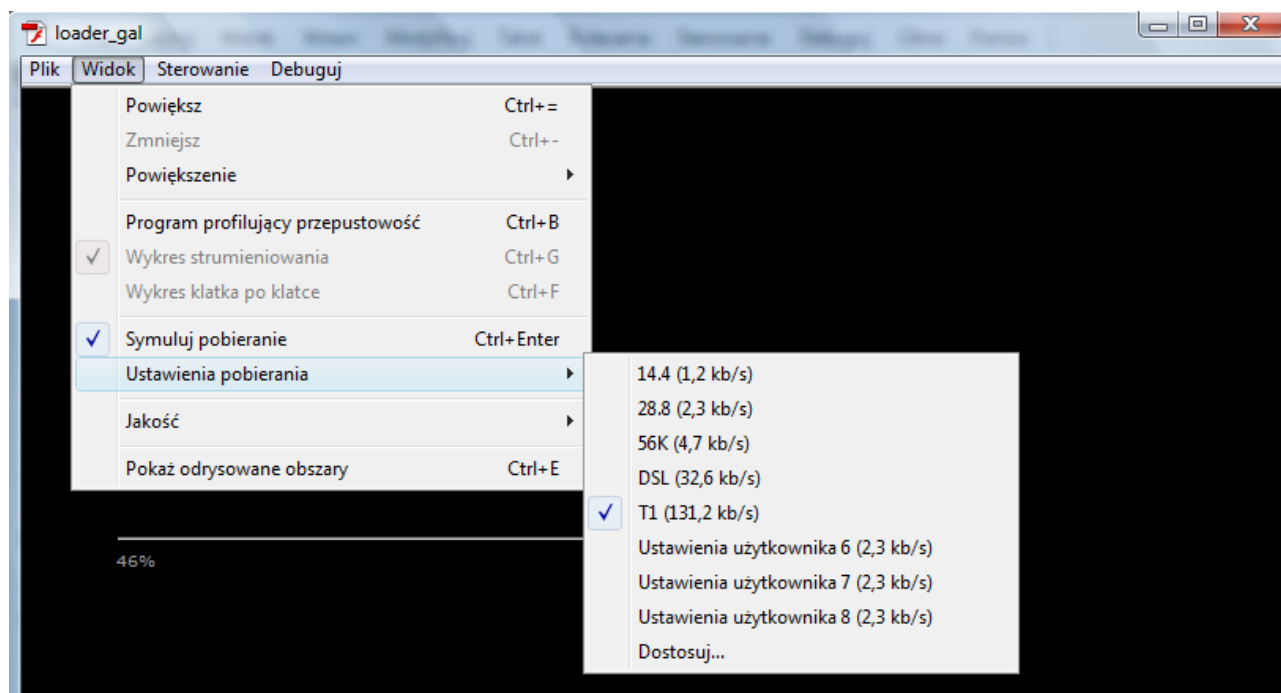 loader_gal
Plik Widok Sterowanie Debuguj
Powiększ Ctrl+=
Zmniejsz Ctrl+-
Powiększenie
Program profilujący przepustowość Ctrl+B
Wykres strumieniowania Ctrl+G
Wykres klatka po klatce Ctrl+F
Symuluj pobieranie Ctrl+Enter
Ustawienia pobierania
Jakość
Pokaż odrysowane obszary Ctrl+E
14.4 (1,2 kb/s)
28.8 (2,3 kb/s)
56K (4,7 kb/s)
DSL (32,6 kb/s)
T1 (131,2 kb/s)
Ustawienia użytkownika 6 (2,3 kb/s)
Ustawienia użytkownika 7 (2,3 kb/s)
Ustawienia użytkownika 8 (2,3 kb/s)
Dostosuj...
46%